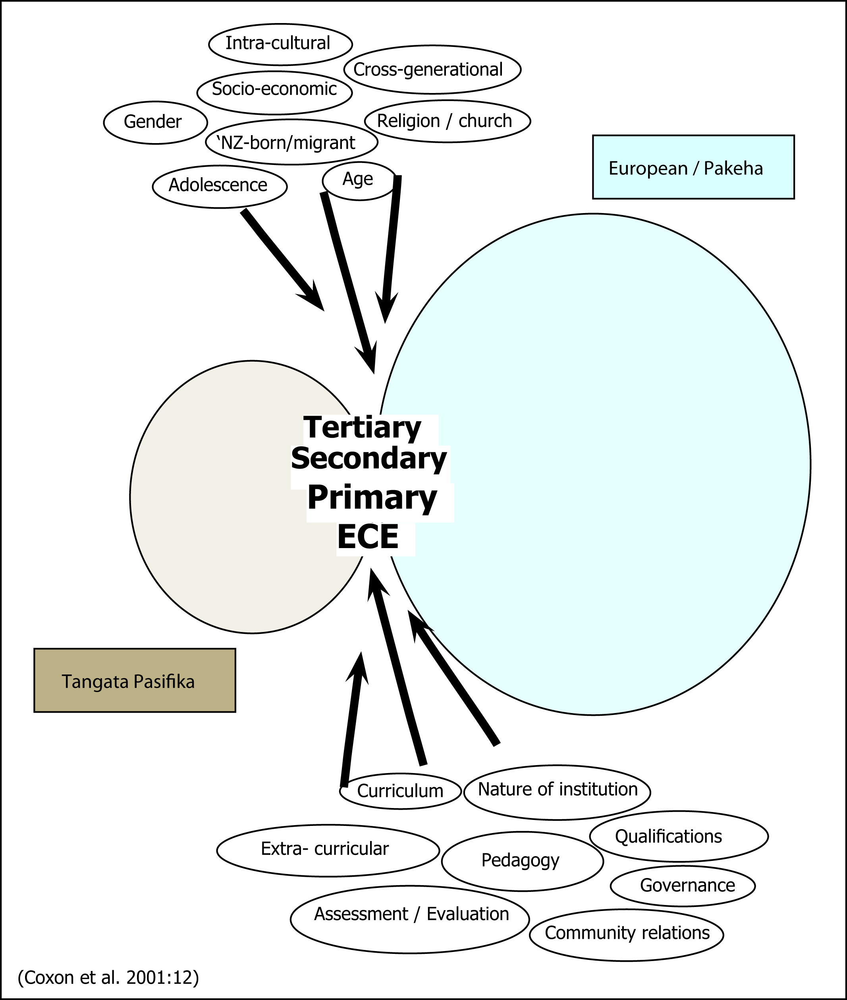 Intra-cultural
Cross-generational
Socio-economic
Gender
Religion / church
‘NZ-born/migrant
Adolescence
Age
European / Pakeha
Tertiary
Secondary
Primary
ECE
Tangata Pasifika
Curriculum
Nature of institution
Qualifications
Extra- curricular
Pedagogy
Governance
Assessment / Evaluation
Community relations
(Coxon et al. 2001:12)